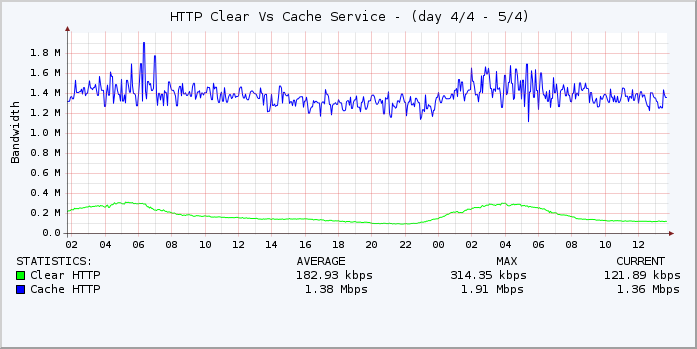 HTTP Clear Vs Cache Service - (day 4/4 - 5/4)
Bandwidth
1.8 M
1.6 M
1.4 M
1.2 M
1.0 M
0.8 M
0.6 M
0.4 M
0.2 M
0.0
02 04 06 08 10 12 14 16 18 20 22 00 02 04 06 08 10 12
STATISTICS: AVERAGE MAX CURRENT
Clear HTTP 182.93 kbps 314.35 kbps 121.89 kbps
Cache HTTP 1.38 Mbps 1.91 Mbps 1.36 Mbps